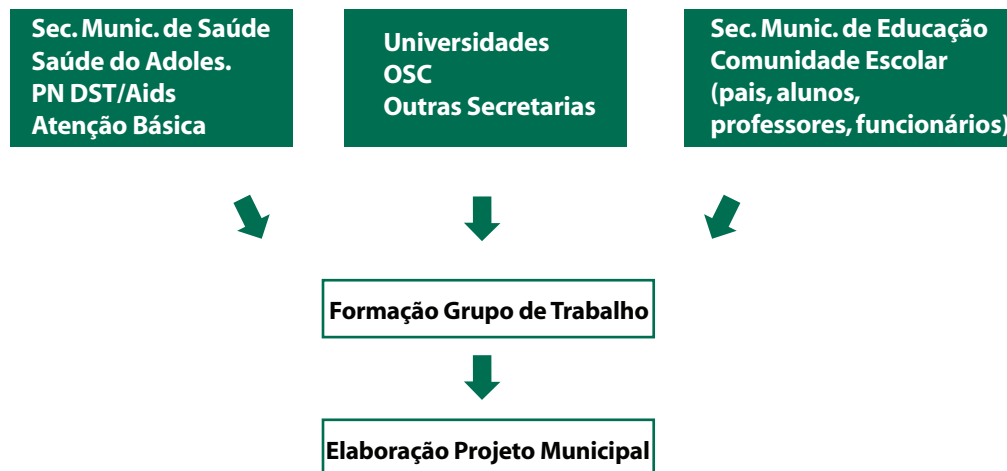 Sec. Munic. de Saúde
Saúde do Adoles.
PN DST/Aids
Atenção Básica
Universidades
OSC
Outras Secretarias
Sec. Munic. de Educação
Comunidade Escolar
(pais, alunos,
professores, funcionários)
Formação Grupo de Trabalho
Elaboração Projeto Municipal